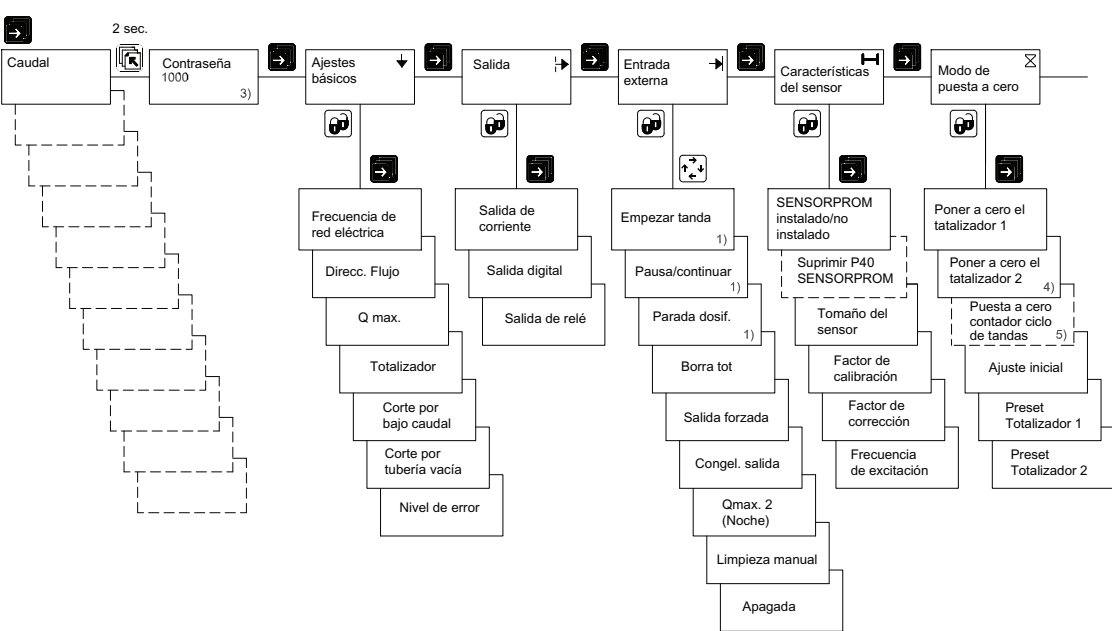 2 sec.
Caudal
Contraseña
1000
3)
Ajestes
básicos
Salida
Entrada
externa
Características
del sensor
Modo de
puesta a cero
Frecuencia de
red eléctrica
Direcc. Flujo
Q max.
Totalizador
Corte por
bajo caudal
Corte por
tubería vacía
Nivel de error
Salida de
corriente
Salida digital
Salida de relé
Empezar tanda
1)
Pausa/continuar
1)
Parada dosif.
1)
Borra tot
Salida forzada
Congel. salida
Qmax. 2
(Noche)
Limpieza manual
Apagada
SENSORPROM
instalado/no
instalado
Suprimir P40
SENSORPROM
Tomaño del
sensor
Factor de
calibración
Factor de
corrección
Frecuencia
de excitación
Poner a cero el
tatalizador 1
Poner a cero el
tatalizador 2
4)
Puesta a cero
contador ciclo
de tandas
5)
Ajuste inicial
Preset
Totalizador 1
Preset
Totalizador 2